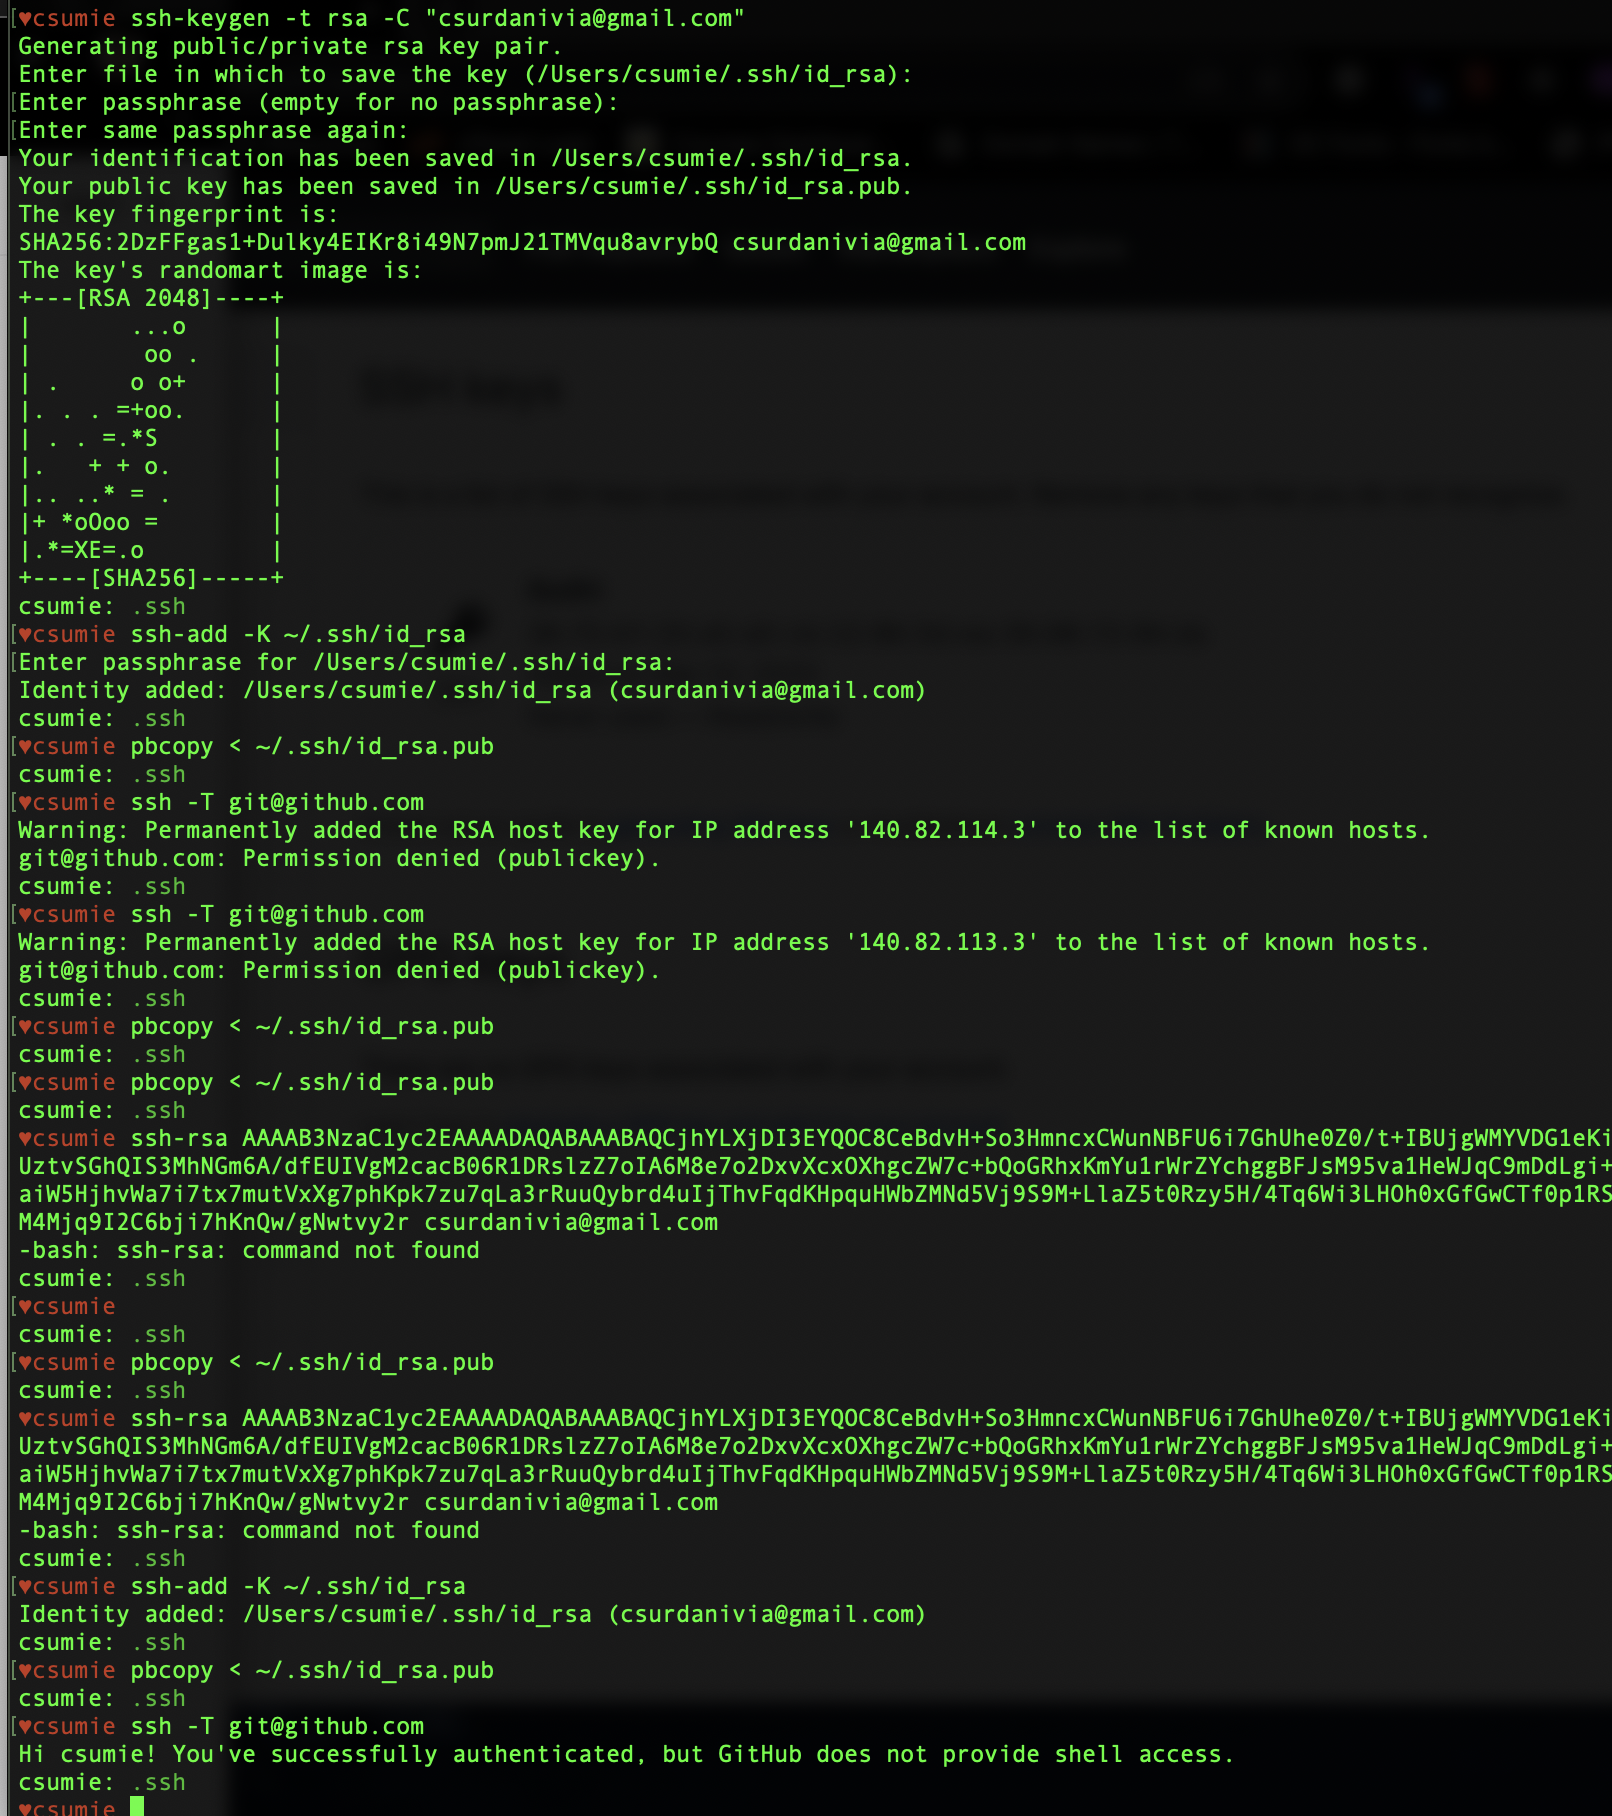 [♥csumie ssh-keygen -t rsa -C "csurdanivia@gmail.com"
Generating public/private rsa key pair.
Enter file in which to save the key (/Users/csumie/.ssh/id_rsa):
[Enter passphrase (empty for no passphrase):
[Enter same passphrase again:
Your identification has been saved in /Users/csumie/.ssh/id_rsa.
Your public key has been saved in /Users/csumie/.ssh/id_rsa.pub.
The key fingerprint is:
SHA256:2DzFFgas1+Dulky4EIKr8i49N7pmJ21TMVqu8avrybQ csurdanivia@gmail.com
The key's randomart image is:
+---[RSA 2048]----+
|       ...o      |
|        oo .     |
| .     o o+      |
|. . . =+oo.      |
| . . =.*S        |
|.   + + o.       |
|.. ..* = .       |
|+ *oOoo =        |
|.*=XE=.o         |
+----[SHA256]-----+
csumie: .ssh
[♥csumie ssh-add -K ~/.ssh/id_rsa
[Enter passphrase for /Users/csumie/.ssh/id_rsa:
Identity added: /Users/csumie/.ssh/id_rsa (csurdanivia@gmail.com)
csumie: .ssh
[♥csumie pbcopy < ~/.ssh/id_rsa.pub
csumie: .ssh
[♥csumie ssh -T git@github.com
Warning: Permanently added the RSA host key for IP address '140.82.114.3' to the list of known hosts.
git@github.com: Permission denied (publickey).
csumie: .ssh
[♥csumie ssh -T git@github.com
Warning: Permanently added the RSA host key for IP address '140.82.113.3' to the list of known hosts.
git@github.com: Permission denied (publickey).
csumie: .ssh
[♥csumie pbcopy < ~/.ssh/id_rsa.pub
csumie: .ssh
[♥csumie pbcopy < ~/.ssh/id_rsa.pub
csumie: .ssh
♥csumie ssh-rsa AAAAB3NzaC1yc2EAAAADAQABAAABAQCjhYLXjDI3EYQOC8CeBdvH+So3HmncxCWunNBFU6i7GhUhe0Z0/t+IBUjgWMYVDG1eKi
UztvSGhQIS3MhNGm6A/dfEUIVgM2cacB06R1DRslzZ7oIA6M8e7o2DxvXcxOXhgcZW7c+bQoGRhxKmYu1rWrZYchggBFJsM95va1HeWJqC9mDdLgi+
aiW5HjhvWa7i7tx7mutVxXg7phKpk7zu7qLa3rRuuQybrd4uIjThvFqdKHpquHWbZMNd5Vj9S9M+LlaZ5t0Rzy5H/4Tq6Wi3LHOh0xGfGwCTf0p1RS
M4Mjq9I2C6bji7hKnQw/gNwtvy2r csurdanivia@gmail.com
-bash: ssh-rsa: command not found
csumie: .ssh
[♥csumie
csumie: .ssh
[♥csumie pbcopy < ~/.ssh/id_rsa.pub
csumie: .ssh
♥csumie ssh-rsa AAAAB3NzaC1yc2EAAAADAQABAAABAQCjhYLXjDI3EYQOC8CeBdvH+So3HmncxCWunNBFU6i7GhUhe0Z0/t+IBUjgWMYVDG1eKi
UztvSGhQIS3MhNGm6A/dfEUIVgM2cacB06R1DRslzZ7oIA6M8e7o2DxvXcxOXhgcZW7c+bQoGRhxKmYu1rWrZYchggBFJsM95va1HeWJqC9mDdLgi+
aiW5HjhvWa7i7tx7mutVxXg7phKpk7zu7qLa3rRuuQybrd4uIjThvFqdKHpquHWbZMNd5Vj9S9M+LlaZ5t0Rzy5H/4Tq6Wi3LHOh0xGfGwCTf0p1RS
M4Mjq9I2C6bji7hKnQw/gNwtvy2r csurdanivia@gmail.com
-bash: ssh-rsa: command not found
csumie: .ssh
[♥csumie ssh-add -K ~/.ssh/id_rsa
Identity added: /Users/csumie/.ssh/id_rsa (csurdanivia@gmail.com)
csumie: .ssh
[♥csumie pbcopy < ~/.ssh/id_rsa.pub
csumie: .ssh
[♥csumie ssh -T git@github.com
Hi csumie! You've successfully authenticated, but GitHub does not provide shell access.
csumie: .ssh
♥csumie